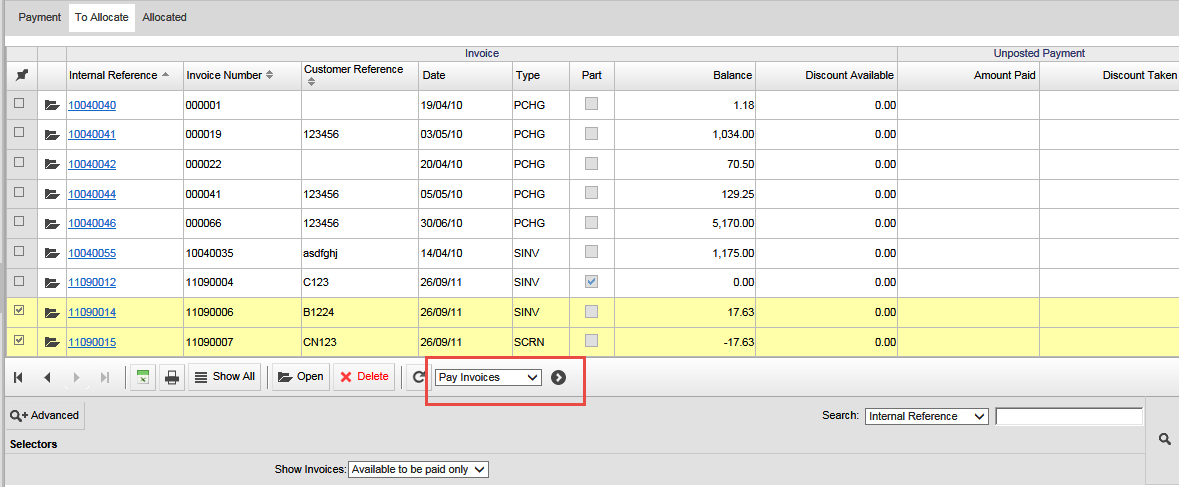 Payment To Allocate Allocated
Invoice Unposted Payment
Internal Reference Invoice Number Customer Reference Date Type Part Balance Discount Available Amount Paid Discount Taken
10040040 000001 19/04/10 PCHG 1.18 0.00
10040041 000019 123456 03/05/10 PCHG 1,034.00 0.00
10040042 000022 20/04/10 PCHG 70.50 0.00
10040044 000041 123456 05/05/10 PCHG 129.25 0.00
10040046 000066 123456 30/06/10 PCHG 5,170.00 0.00
10040055 10040035 asdfghj 14/04/10 SINV 1,175.00 0.00
11090012 11090004 C123 26/09/11 SINV 0.00 0.00
11090014 11090006 B1224 26/09/11 SINV 17.63 0.00
11090015 11090007 CN123 26/09/11 SCRN -17.63 0.00
Show All Open Delete Pay Invoices
Advanced Search: Internal Reference
Selectors
Show Invoices: Available to be paid only